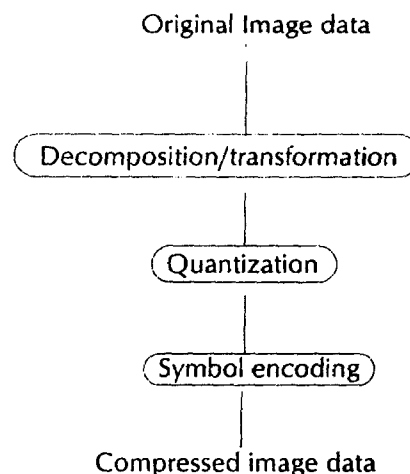 Original Image data
Decomposition/transformation
Quantization
Symbol encoding
Compressed image data